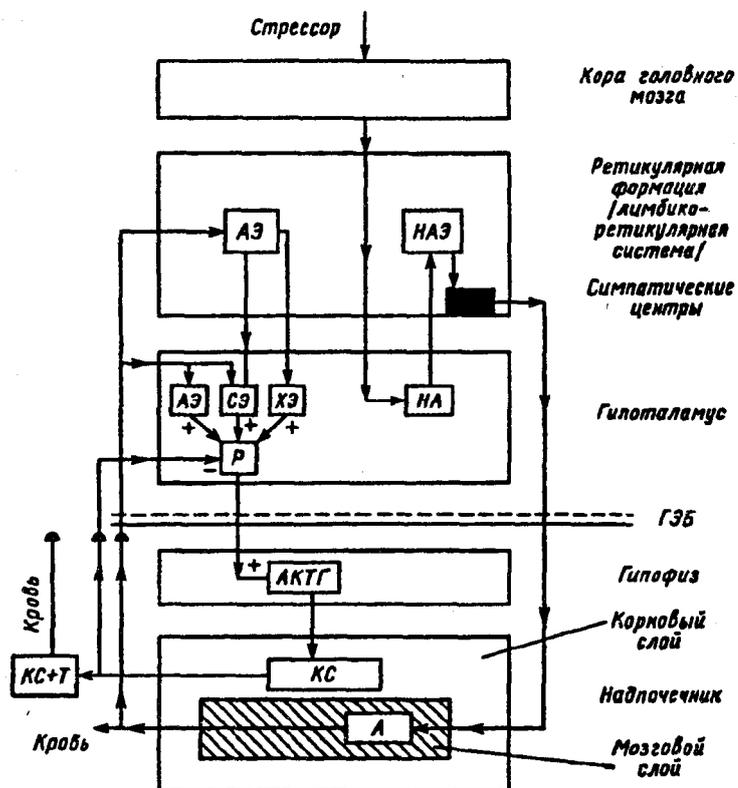 Стрессор
Кора головного
мозга
Ретикулярная
формация
/лимбико-
ретикулярная
система/
АЭ
НАЭ
Симпатические
центры
АЭ
СЭ
ХЭ
НА
Гипоталамус
+
+
+
Р
−
ГЭБ
+
АКТГ
Гипофиз
Кровь
Корковый
слой
КС+Т
КС
Надпочечник
А
Кровь
Мозговой
слой